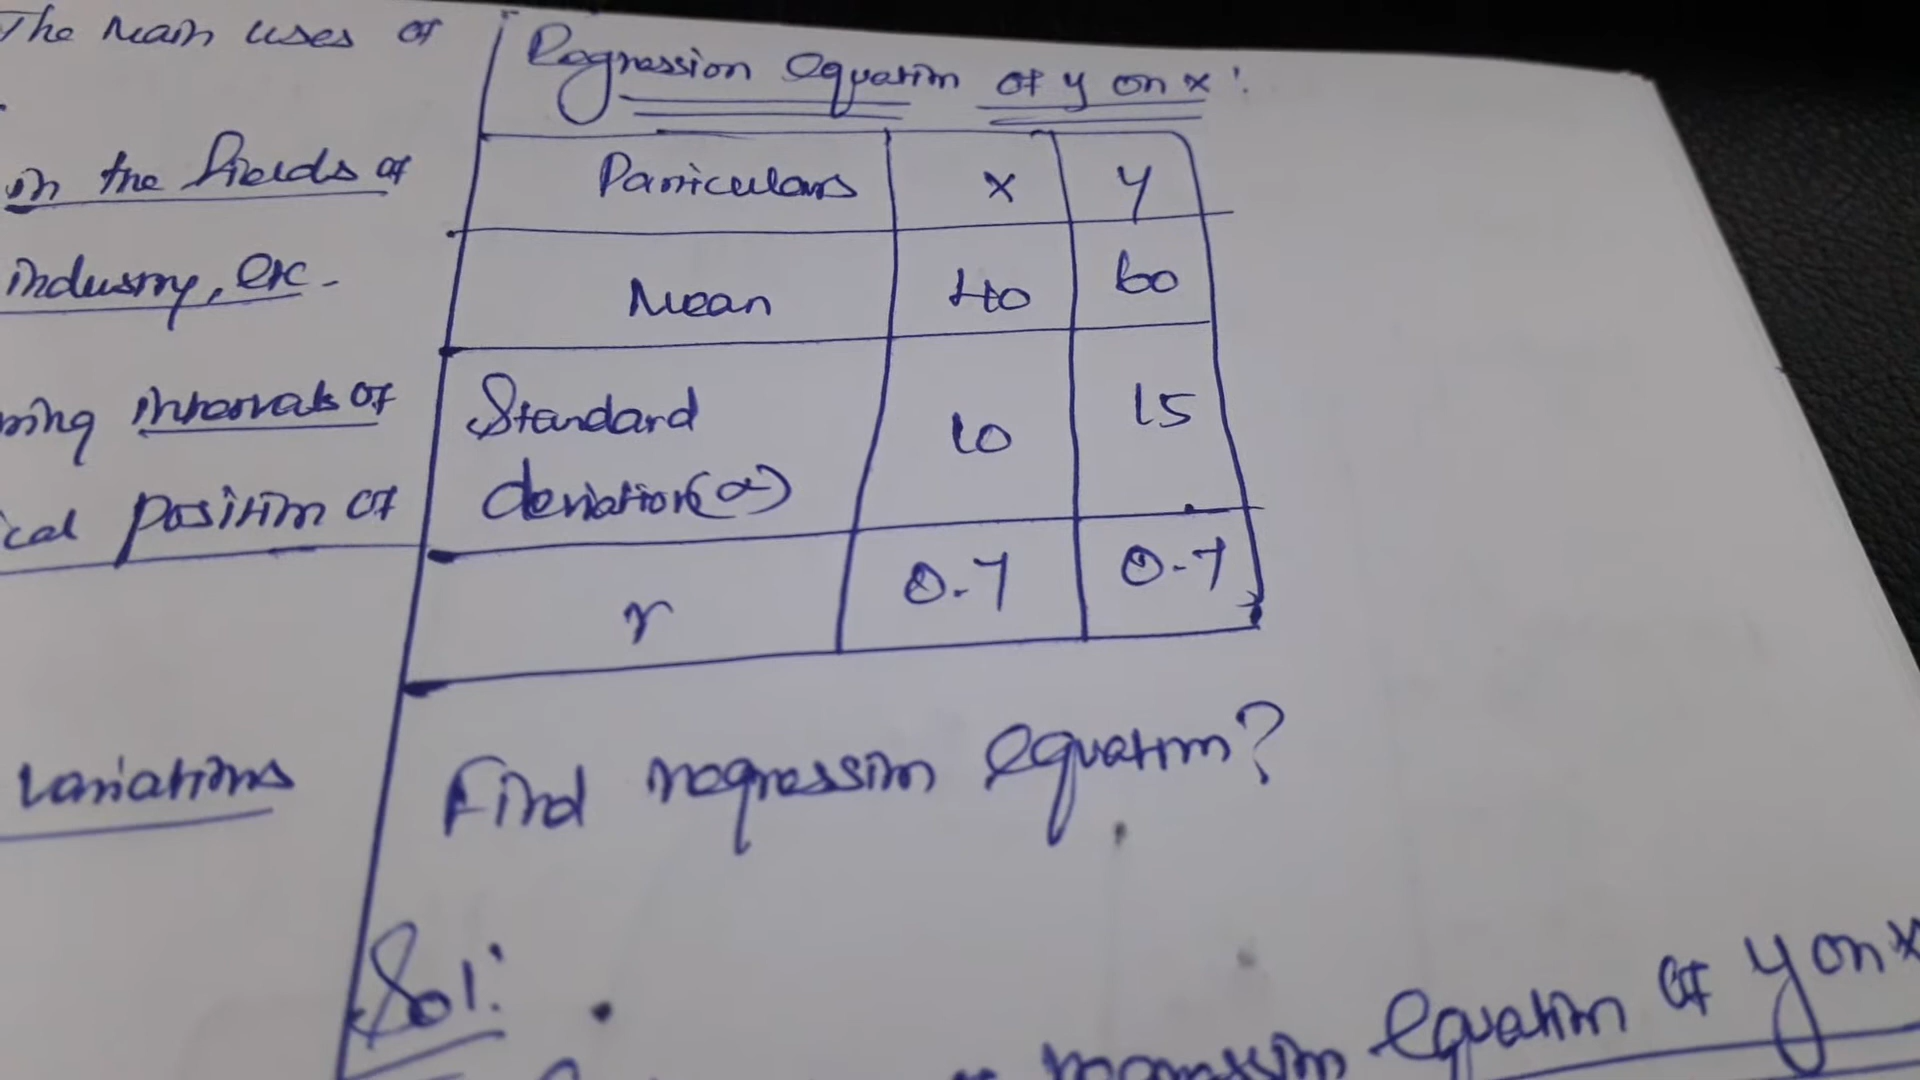 The main uses of
in the fields of
industry, etc.
intervals of
position of
variations
Regression equation of y on x:
Particulars x y
Mean 40 60
Standard deviation(σ) 10 15
r 0.7 0.7
Find regression equation?
Sol:
regression equation of y on x